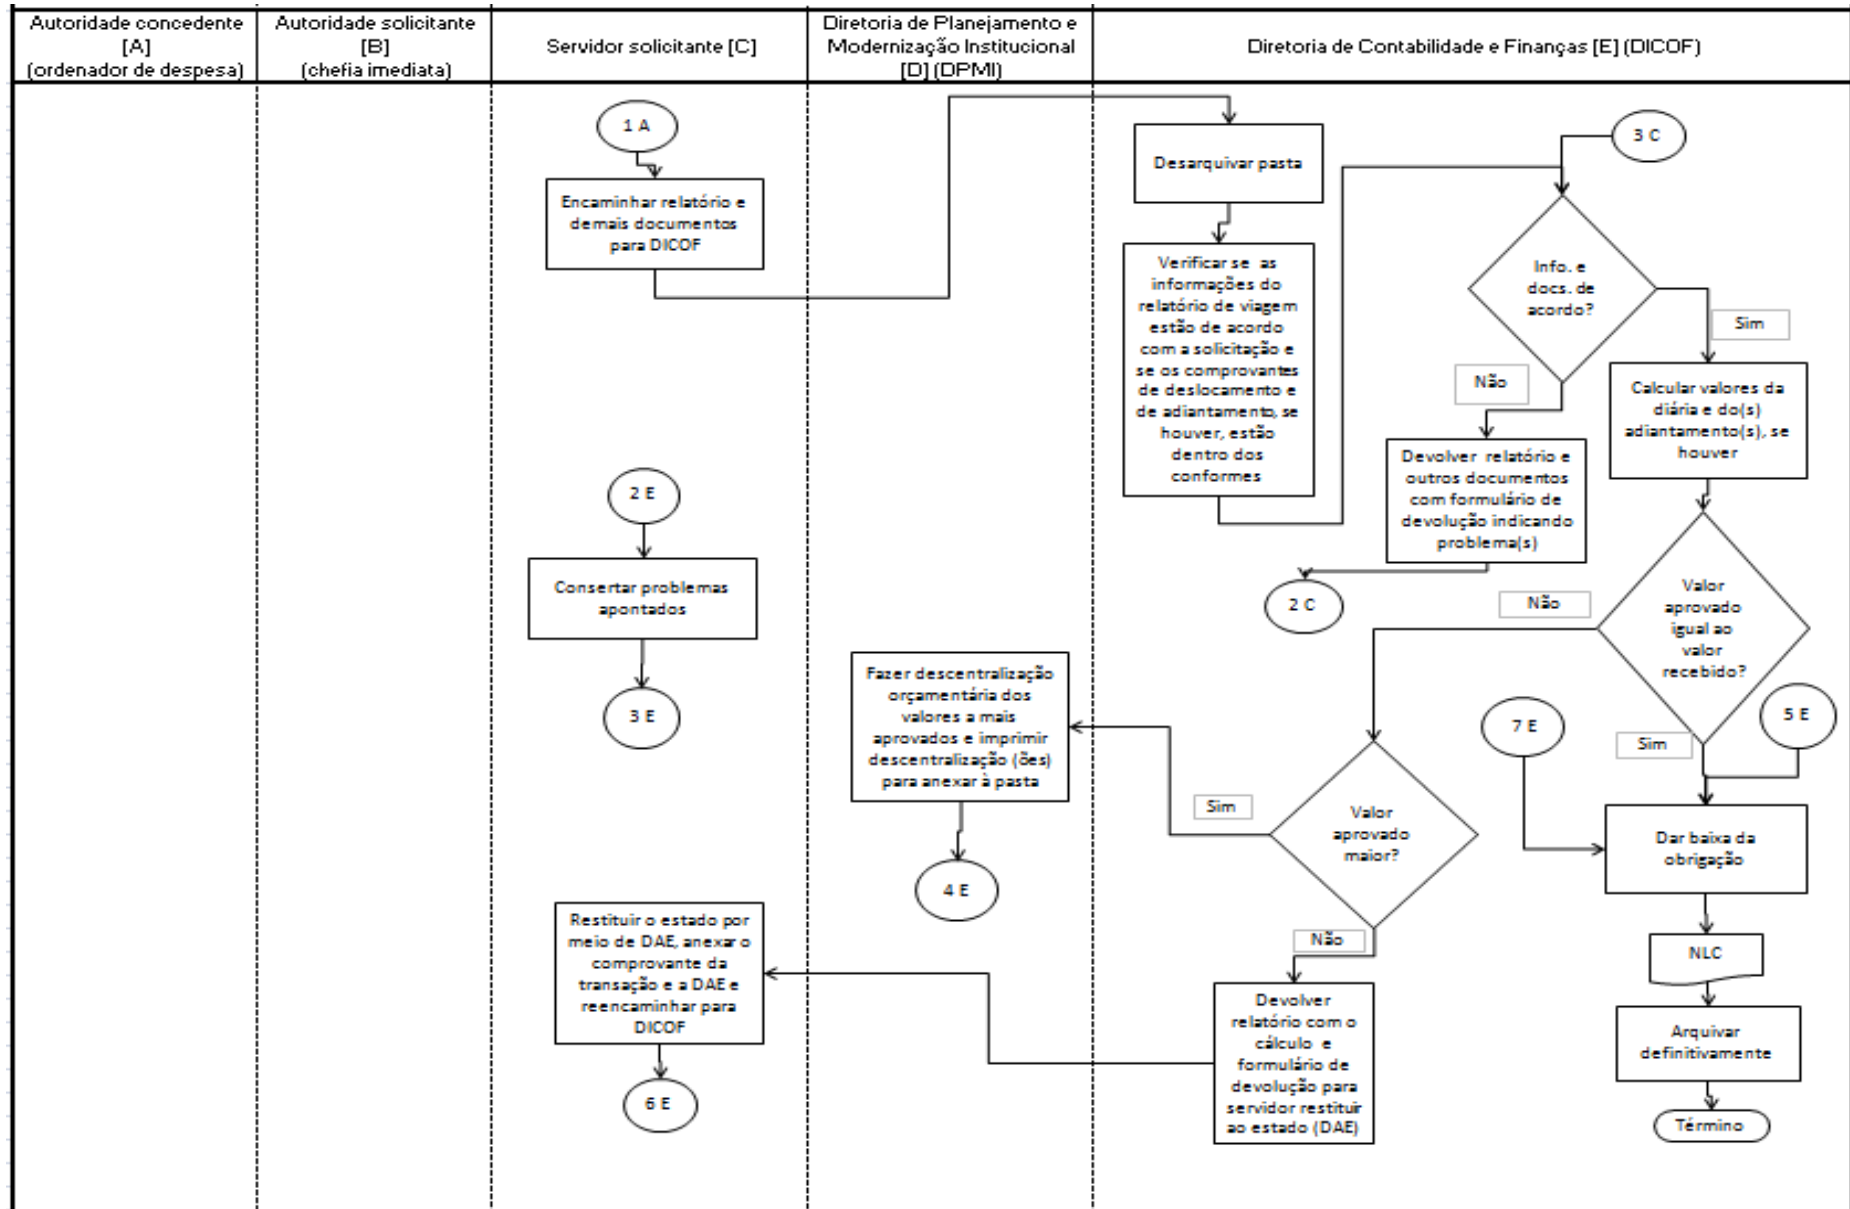 Autoridade concedente
[A]
(ordenador de despesa)
Autoridade solicitante
[B]
(chefia imediata)
Servidor solicitante [C]
Diretoria de Planejamento e
Modernização Institucional
[D] (DPMI)
Diretoria de Contabilidade e Finanças [E] (DICOF)
1 A
Encaminhar relatório e
demais documentos
para DICOF
Desarquivar pasta
3 C
Verificar se as
informações do
relatório de viagem
estão de acordo
com a solicitação e
se os comprovantes
de deslocamento e
de adiantamento, se
houver, estão
dentro dos
conformes
Info. e
docs. de
acordo?
Sim
Não
Calcular valores da
diária e do(s)
adiantamento(s), se
houver
Devolver relatório e
outros documentos
com formulário de
devolução indicando
problema(s)
2 C
2 E
Consertar problemas
apontados
3 E
Valor
aprovado
igual ao
valor
recebido?
Não
Sim
5 E
7 E
Fazer descentralização
orçamentária dos
valores a mais
aprovados e imprimir
descentralização (ões)
para anexar à pasta
4 E
Sim
Valor
aprovado
maior?
Não
Dar baixa da
obrigação
NLC
Arquivar
definitivamente
Término
Restituir o estado por
meio de DAE, anexar o
comprovante da
transação e a DAE e
reencaminhar para
DICOF
6 E
Devolver
relatório com o
cálculo e
formulário de
devolução para
servidor restituir
ao estado (DAE)